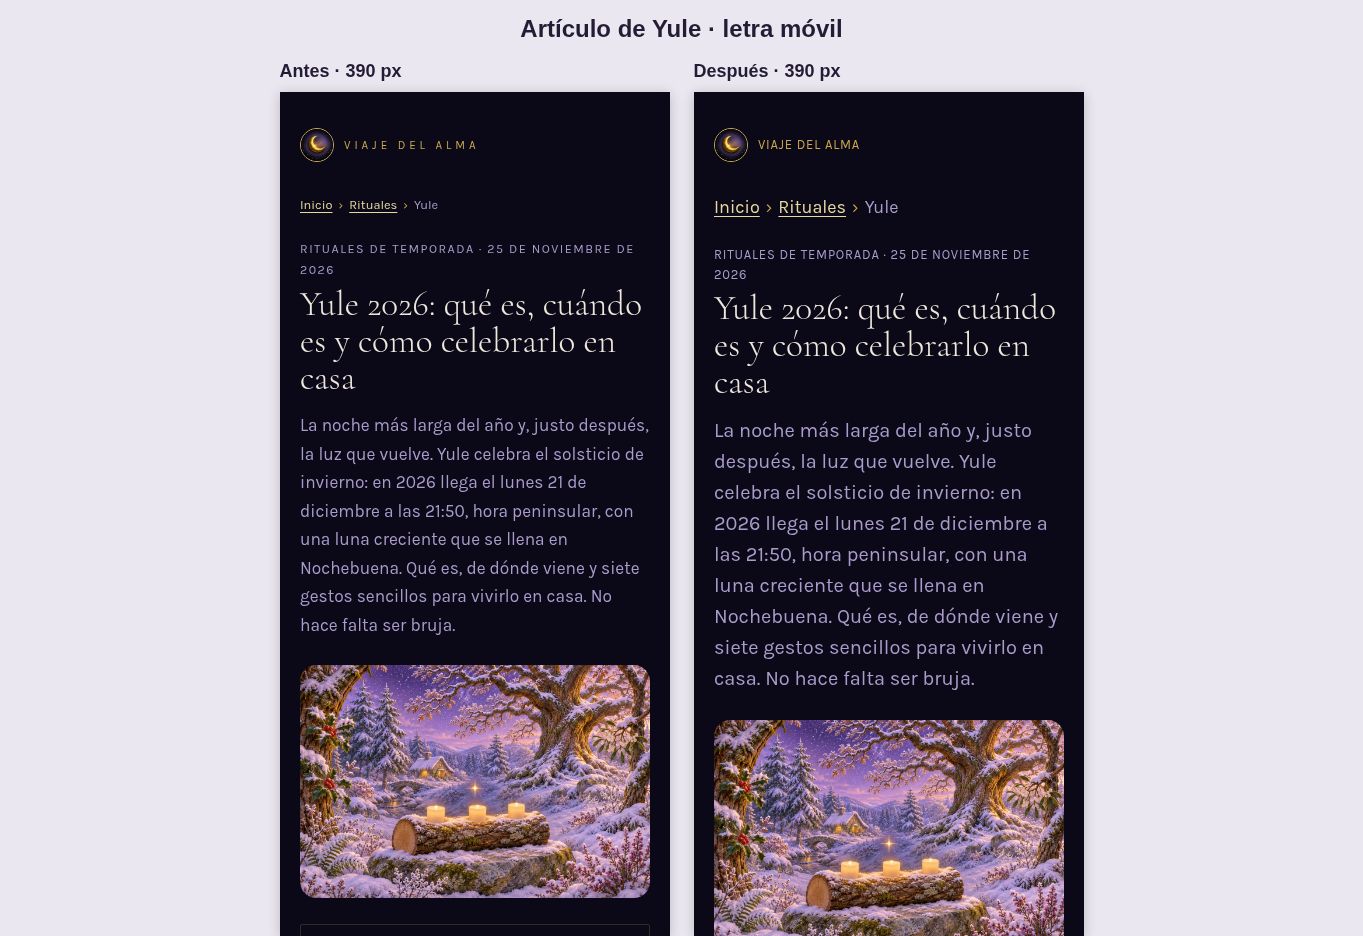 Artículo de Yule · letra móvil
Antes · 390 px
VIAJE DEL ALMA
Inicio › Rituales › Yule
RITUALES DE TEMPORADA · 25 DE NOVIEMBRE DE
2026
Yule 2026: qué es, cuándo
es y cómo celebrarlo en
casa
La noche más larga del año y, justo después,
la luz que vuelve. Yule celebra el solsticio de
invierno: en 2026 llega el lunes 21 de
diciembre a las 21:50, hora peninsular, con
una luna creciente que se llena en
Nochebuena. Qué es, de dónde viene y siete
gestos sencillos para vivirlo en casa. No
hace falta ser bruja.
Después · 390 px
VIAJE DEL ALMA
Inicio › Rituales › Yule
RITUALES DE TEMPORADA · 25 DE NOVIEMBRE DE
2026
Yule 2026: qué es, cuándo
es y cómo celebrarlo en
casa
La noche más larga del año y, justo
después, la luz que vuelve. Yule
celebra el solsticio de invierno: en
2026 llega el lunes 21 de diciembre a
las 21:50, hora peninsular, con una
luna creciente que se llena en
Nochebuena. Qué es, de dónde viene y
siete gestos sencillos para vivirlo en
casa. No hace falta ser bruja.